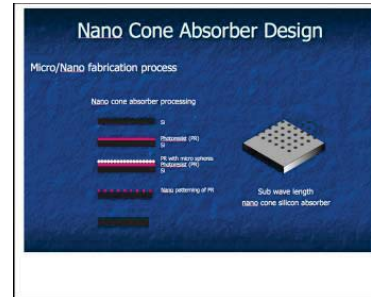 Nano Cone Absorber Design
Micro/Nano fabrication process
Nano cone absorber processing
Si
Photoresist (PR)
Si
PR with micro spheres
Photoresist (PR)
Si
Nano patterning of PR
Sub wave length
nano cone silicon absorber